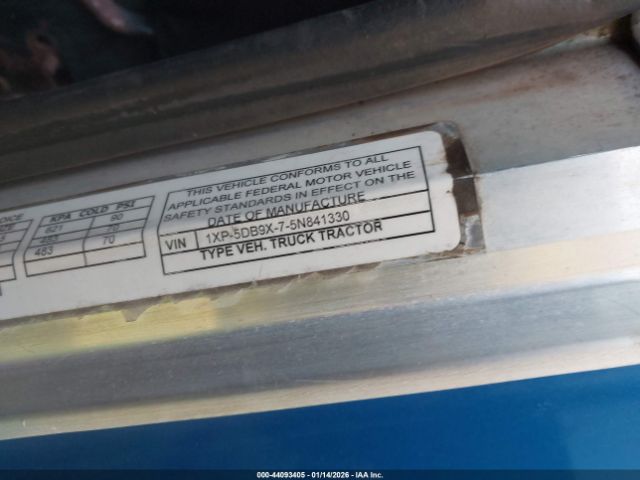 OICE
KPA COLD PSI
621 90
483 70
483 70
THIS VEHICLE CONFORMS TO ALL
APPLICABLE FEDERAL MOTOR VEHICLE
SAFETY STANDARDS IN EFFECT ON THE
DATE OF MANUFACTURE
VIN 1XP-5DB9X-7-5N841330
TYPE VEH. TRUCK TRACTOR
000-44093405 - 01/14/2026 - IAA Inc.